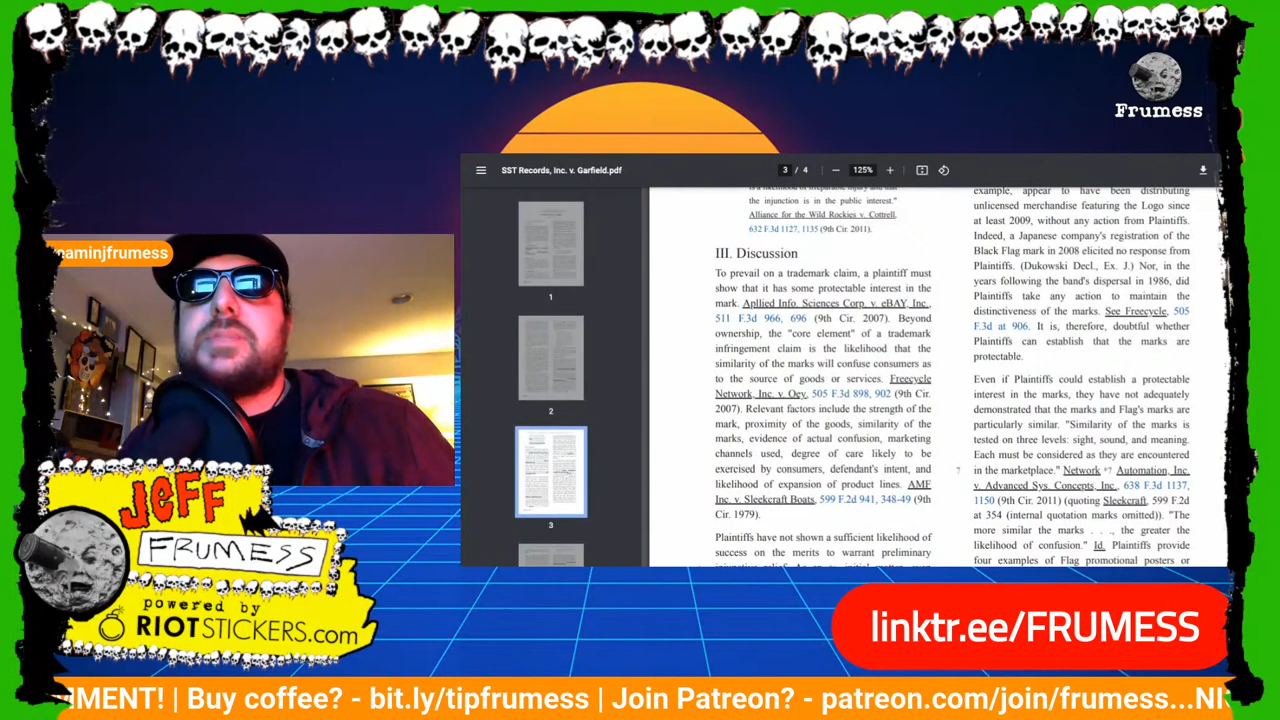 Frumess
SST Records, Inc. v. Garfield.pdf
3 / 4
125%
eaminjfrumess
1
2
3
the injunction is in the public interest."
Alliance for the Wild Rockies v. Cottrell,
632 F.3d 1127, 1135 (9th Cir. 2011).
III. Discussion
To prevail on a trademark claim, a plaintiff must
show that it has some protectable interest in the
mark. Apllied Info. Sciences Corp. v. eBAY, Inc.,
511 F.3d 966, 696 (9th Cir. 2007). Beyond
ownership, the "core element" of a trademark
infringement claim is the likelihood that the
similarity of the marks will confuse consumers as
to the source of goods or services. Freecycle
Network, Inc. v. Oey, 505 F.3d 898, 902 (9th Cir.
2007). Relevant factors include the strength of the
mark, proximity of the goods, similarity of the
marks, evidence of actual confusion, marketing
channels used, degree of care likely to be
exercised by consumers, defendant's intent, and
likelihood of expansion of product lines. AMF
Inc. v. Sleekcraft Boats, 599 F.2d 941, 348-49 (9th
Cir. 1979).
Plaintiffs have not shown a sufficient likelihood of
success on the merits to warrant preliminary
example, appear to have been distributing
unlicensed merchandise featuring the Logo since
at least 2009, without any action from Plaintiffs.
Indeed, a Japanese company's registration of the
Black Flag mark in 2008 elicited no response from
Plaintiffs. (Dukowski Decl., Ex. J.) Nor, in the
years following the band's dispersal in 1986, did
Plaintiffs take any action to maintain the
distinctiveness of the marks. See Freecycle, 505
F.3d at 906. It is, therefore, doubtful whether
Plaintiffs can establish that the marks are
protectable.
Even if Plaintiffs could establish a protectable
interest in the marks, they have not adequately
demonstrated that the marks and Flag's marks are
particularly similar. "Similarity of the marks is
tested on three levels: sight, sound, and meaning.
Each must be considered as they are encountered
7 in the marketplace." Network *7 Automation, Inc.
v. Advanced Sys. Concepts, Inc., 638 F.3d 1137,
1150 (9th Cir. 2011) (quoting Sleekcraft, 599 F.2d
at 354 (internal quotation marks omitted)). "The
more similar the marks . . ., the greater the
likelihood of confusion." Id. Plaintiffs provide
four examples of Flag promotional posters or
JEFF
FRUMESS
powered by
RIOTSTICKERS.com
linktr.ee/FRUMESS
MENT! | Buy coffee? - bit.ly/tipfrumess | Join Patreon? - patreon.com/join/frumess...NI